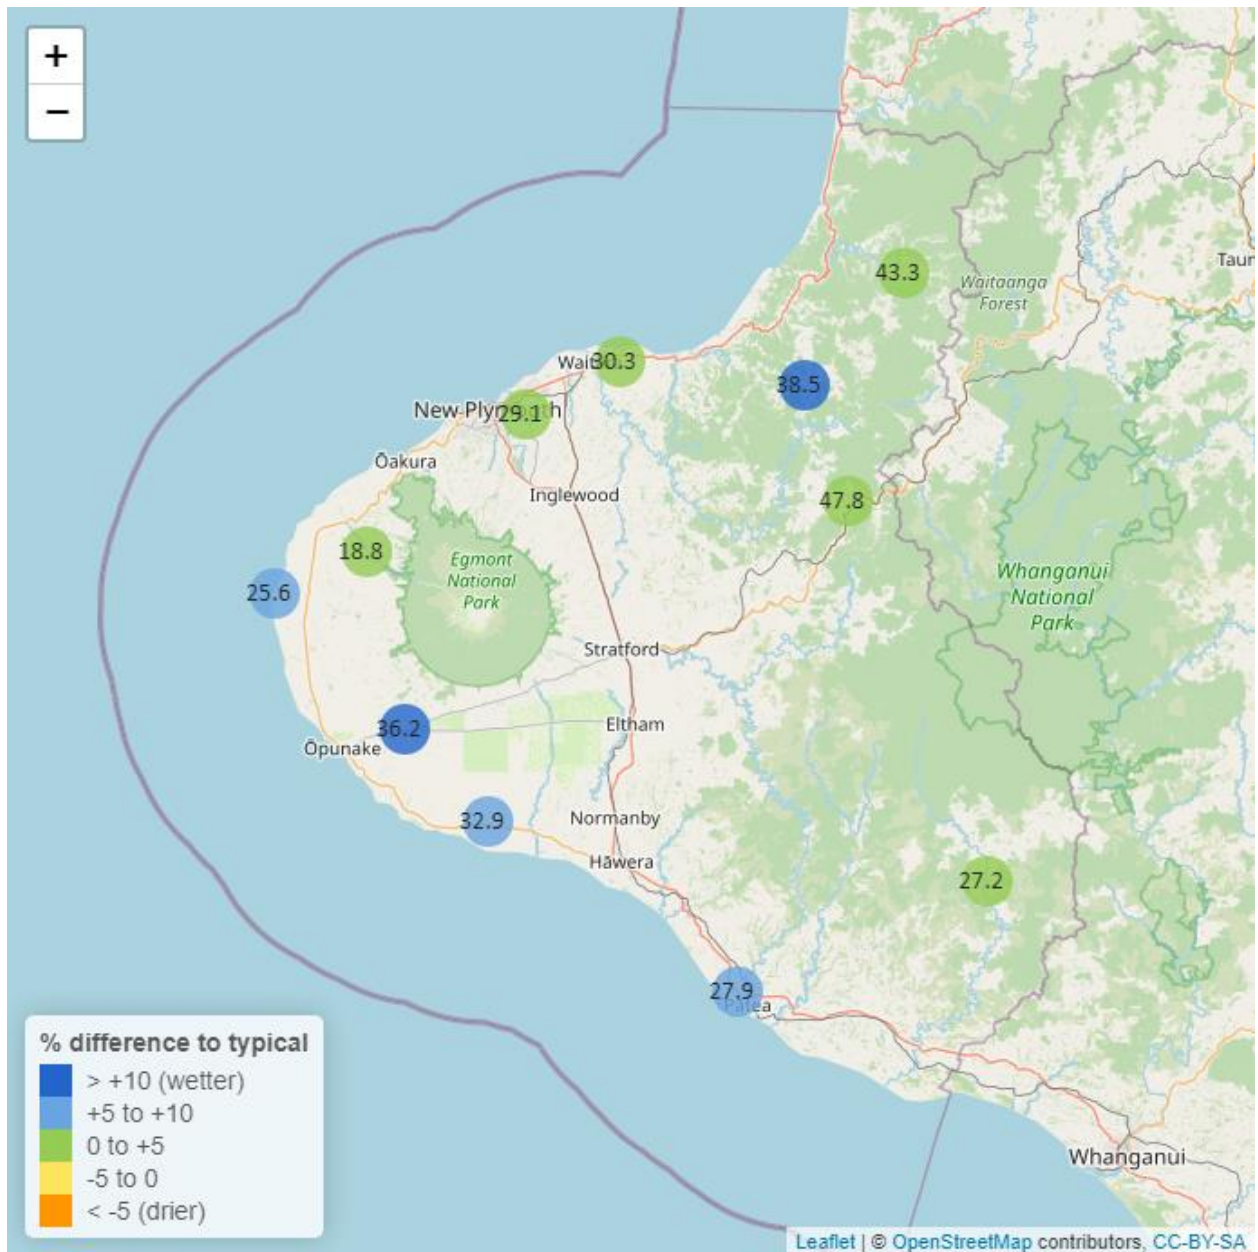 +
−
43.3
Waitaanga
Forest
30.3
38.5
New Plym
29.1
Ōakura
Inglewood
47.8
18.8
Egmont
National
Park
25.6
Whanganui
National
Park
Stratford
36.2
Eltham
Ōpunake
32.9
Normanby
Hāwera
27.2
27.9
Patea
% difference to typical
> +10 (wetter)
+5 to +10
0 to +5
-5 to 0
< -5 (drier)
Whanganui
Leaflet | © OpenStreetMap contributors, CC-BY-SA